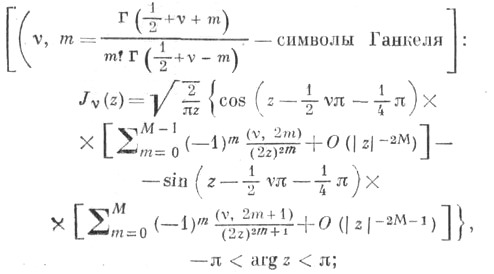 [(ν, m = Γ(1/2+ν+m) / m! Γ(1/2+ν−m) — символы Ганкеля]:
J_ν(z) = √(2/πz) {cos (z − 1/2 νπ − 1/4 π) ×
× [∑_{m=0}^{M−1} (−1)^m (ν, 2m)/(2z)^{2m} + O (|z|^{−2M})] −
− sin (z − 1/2 νπ − 1/4 π) ×
× [∑_{m=0}^{M} (−1)^m (ν, 2m+1)/(2z)^{2m+1} + O (|z|^{−2M−1})]},
−π < arg z < π;